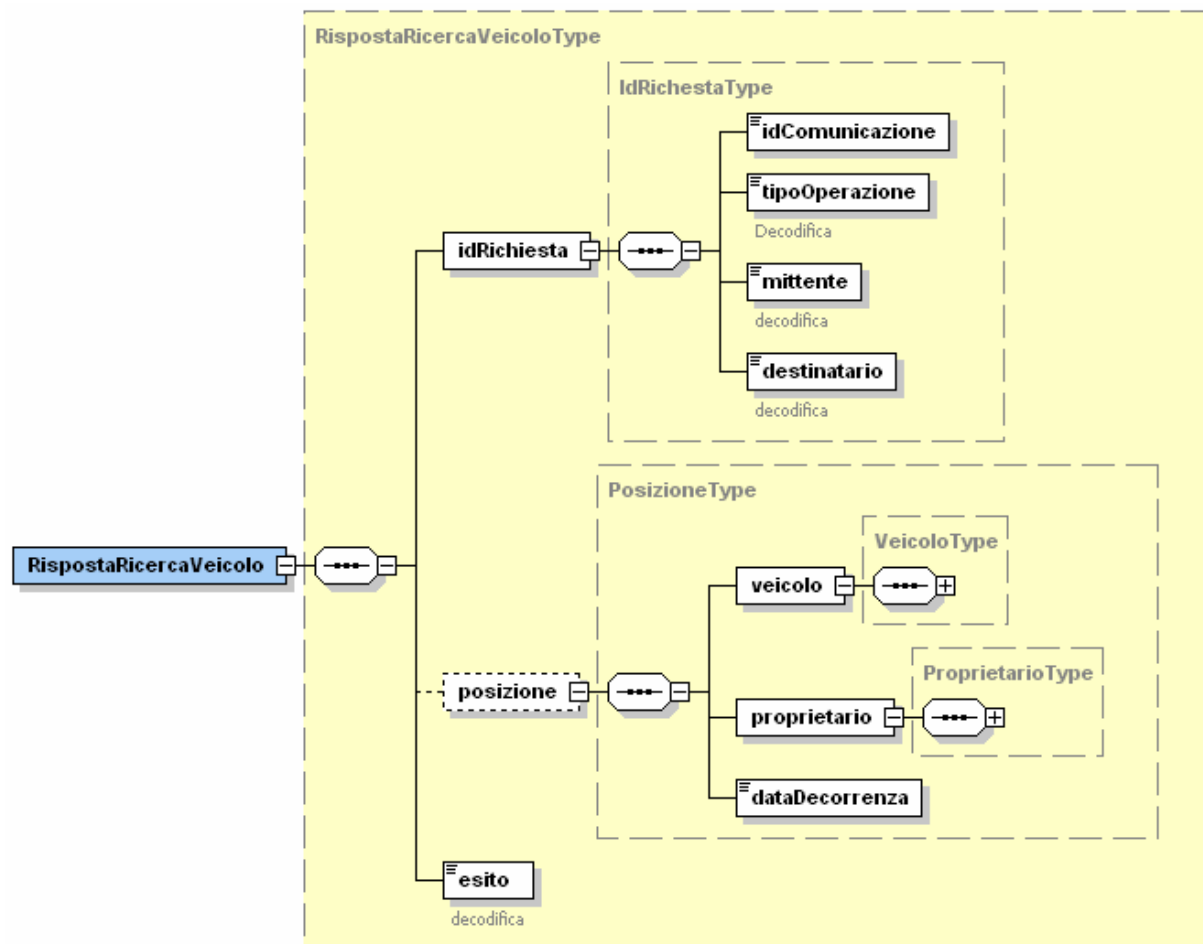 RispostaRicercaVeicoloType
IdRichestaType
idComunicazione
tipoOperazione
Decodifica
idRichiesta
mittente
decodifica
destinatario
decodifica
PosizioneType
VeicoloType
RispostaRicercaVeicolo
veicolo
ProprietarioType
posizione
proprietario
dataDecorrenza
esito
decodifica